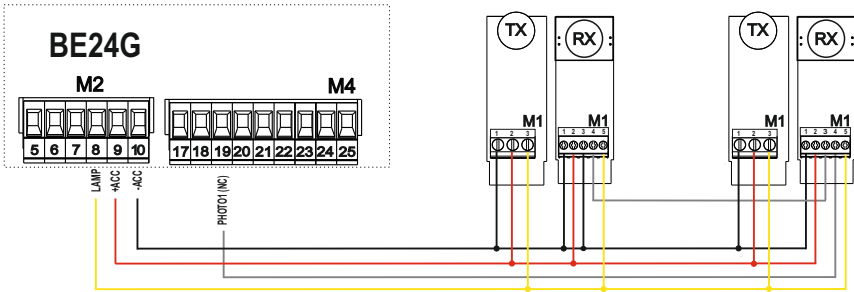 BE24G
M2
M4
5 6 7 8 9 10
17 18 19 20 21 22 23 24 25
LAMP
+ACC
-ACC
PHOTO1 (NC)
TX
RX
M1
M1
1 2 3
1 2 3 4 5
TX
RX
M1
M1
1 2 3
1 2 3 4 5